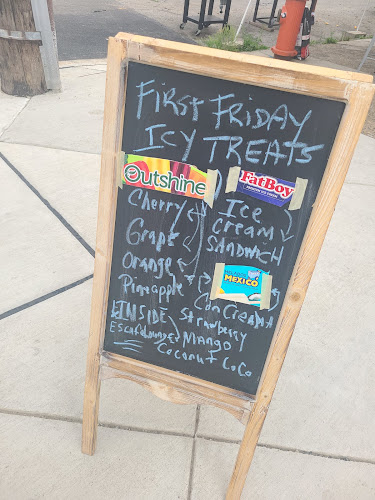 First Friday
Icy Treats
Outshine
FatBoy
Cherry
Grape
Orange
Pineapple
Ice
Cream
Sandwich
MEXICO
Con Crema
INSIDE
Strawberry
Mango
Coconut CoCo